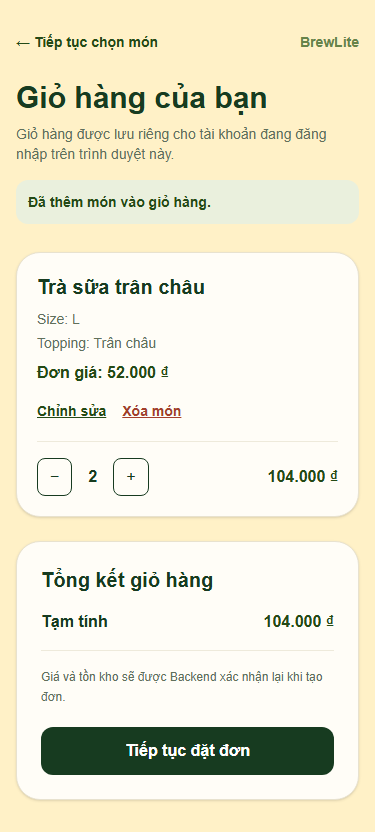 ← Tiếp tục chọn món BrewLite
Giỏ hàng của bạn
Giỏ hàng được lưu riêng cho tài khoản đang đăng
nhập trên trình duyệt này.
Đã thêm món vào giỏ hàng.
Trà sữa trân châu
Size: L
Topping: Trân châu
Đơn giá: 52.000 ₫
Chỉnh sửa Xóa món
− 2 + 104.000 ₫
Tổng kết giỏ hàng
Tạm tính 104.000 ₫
Giá và tồn kho sẽ được Backend xác nhận lại khi tạo
đơn.
Tiếp tục đặt đơn